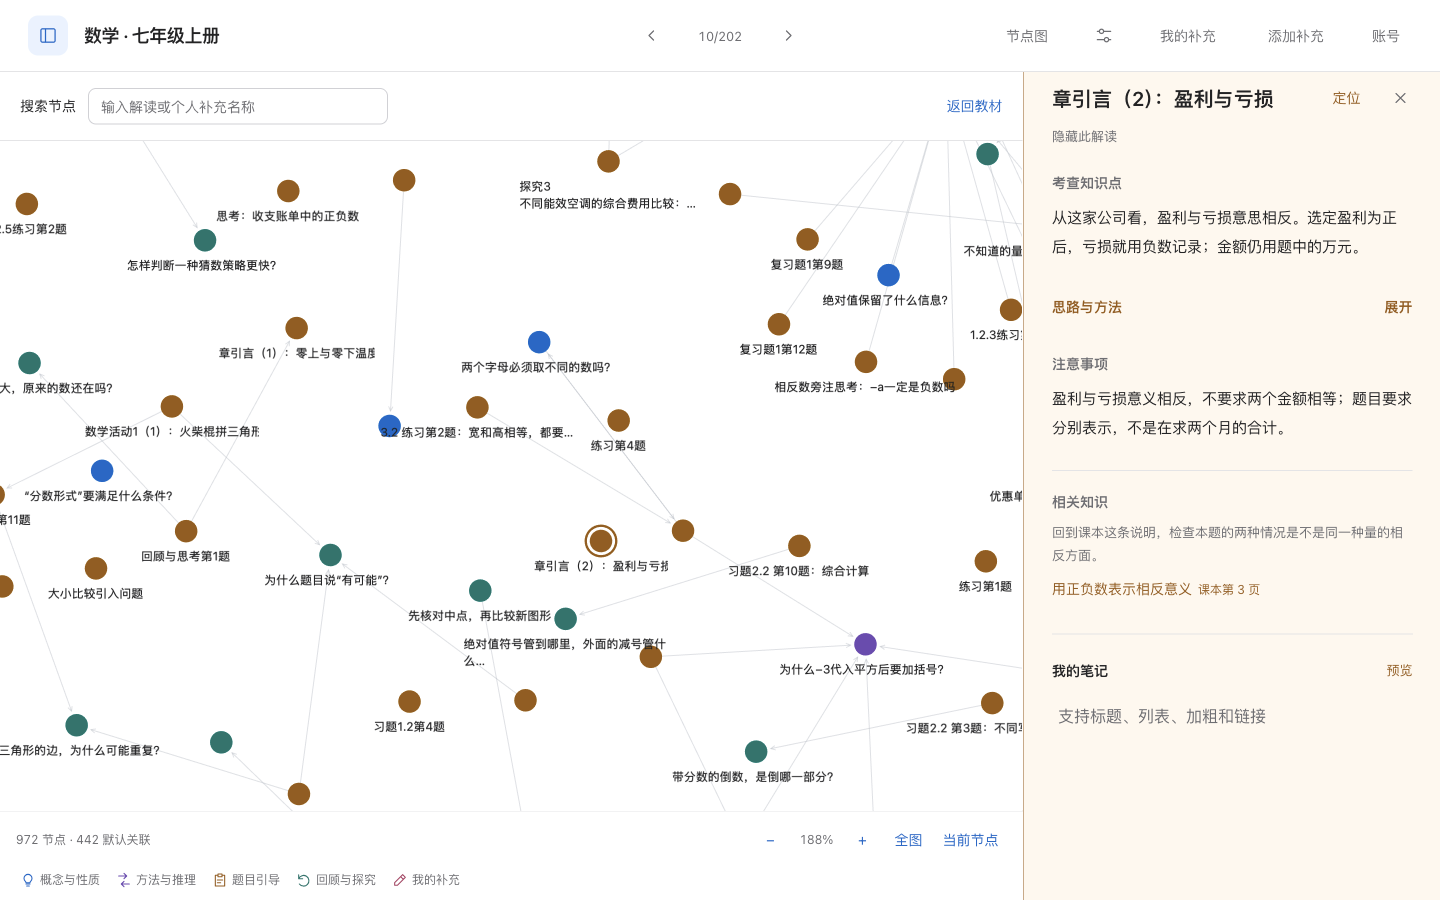 数学 · 七年级上册
10/202
节点图
我的补充
添加补充
账号
搜索节点
输入解读或个人补充名称
返回教材
探究3
不同能效空调的综合费用比较：...
思考：收支账单中的正负数
.5练习第2题
怎样判断一种猜数策略更快?
不知道的量
复习题1第9题
绝对值保留了什么信息?
1.2.3练习
复习题1第12题
章引言（1）：零上与零下温度
两个字母必须取不同的数吗?
大，原来的数还在吗?
相反数旁注思考：−a一定是负数吗
数学活动1（1）：火柴棍拼三角形
3.2 练习第2题：宽和高相等，都要...
练习第4题
“分数形式”要满足什么条件?
优惠单
第11题
回顾与思考第1题
章引言（2）：盈利与亏损
习题2.2 第10题：综合计算
为什么题目说“有可能”?
练习第1题
大小比较引入问题
先核对中点，再比较新图形
绝对值符号管到哪里，外面的减号管什
么...
为什么−3代入平方后要加括号?
习题1.2第4题
习题2.2 第3题：不同
三角形的边，为什么可能重复?
带分数的倒数，是倒哪一部分?
972 节点 · 442 默认关联
− 188% +
全图
当前节点
概念与性质
方法与推理
题目引导
回顾与探究
我的补充
章引言（2）：盈利与亏损
定位
隐藏此解读
考查知识点
从这家公司看，盈利与亏损意思相反。选定盈利为正
后，亏损就用负数记录；金额仍用题中的万元。
思路与方法
展开
注意事项
盈利与亏损意义相反，不要求两个金额相等；题目要求
分别表示，不是在求两个月的合计。
相关知识
回到课本这条说明，检查本题的两种情况是不是同一种量的相
反方面。
用正负数表示相反意义 课本第 3 页
我的笔记
预览
支持标题、列表、加粗和链接